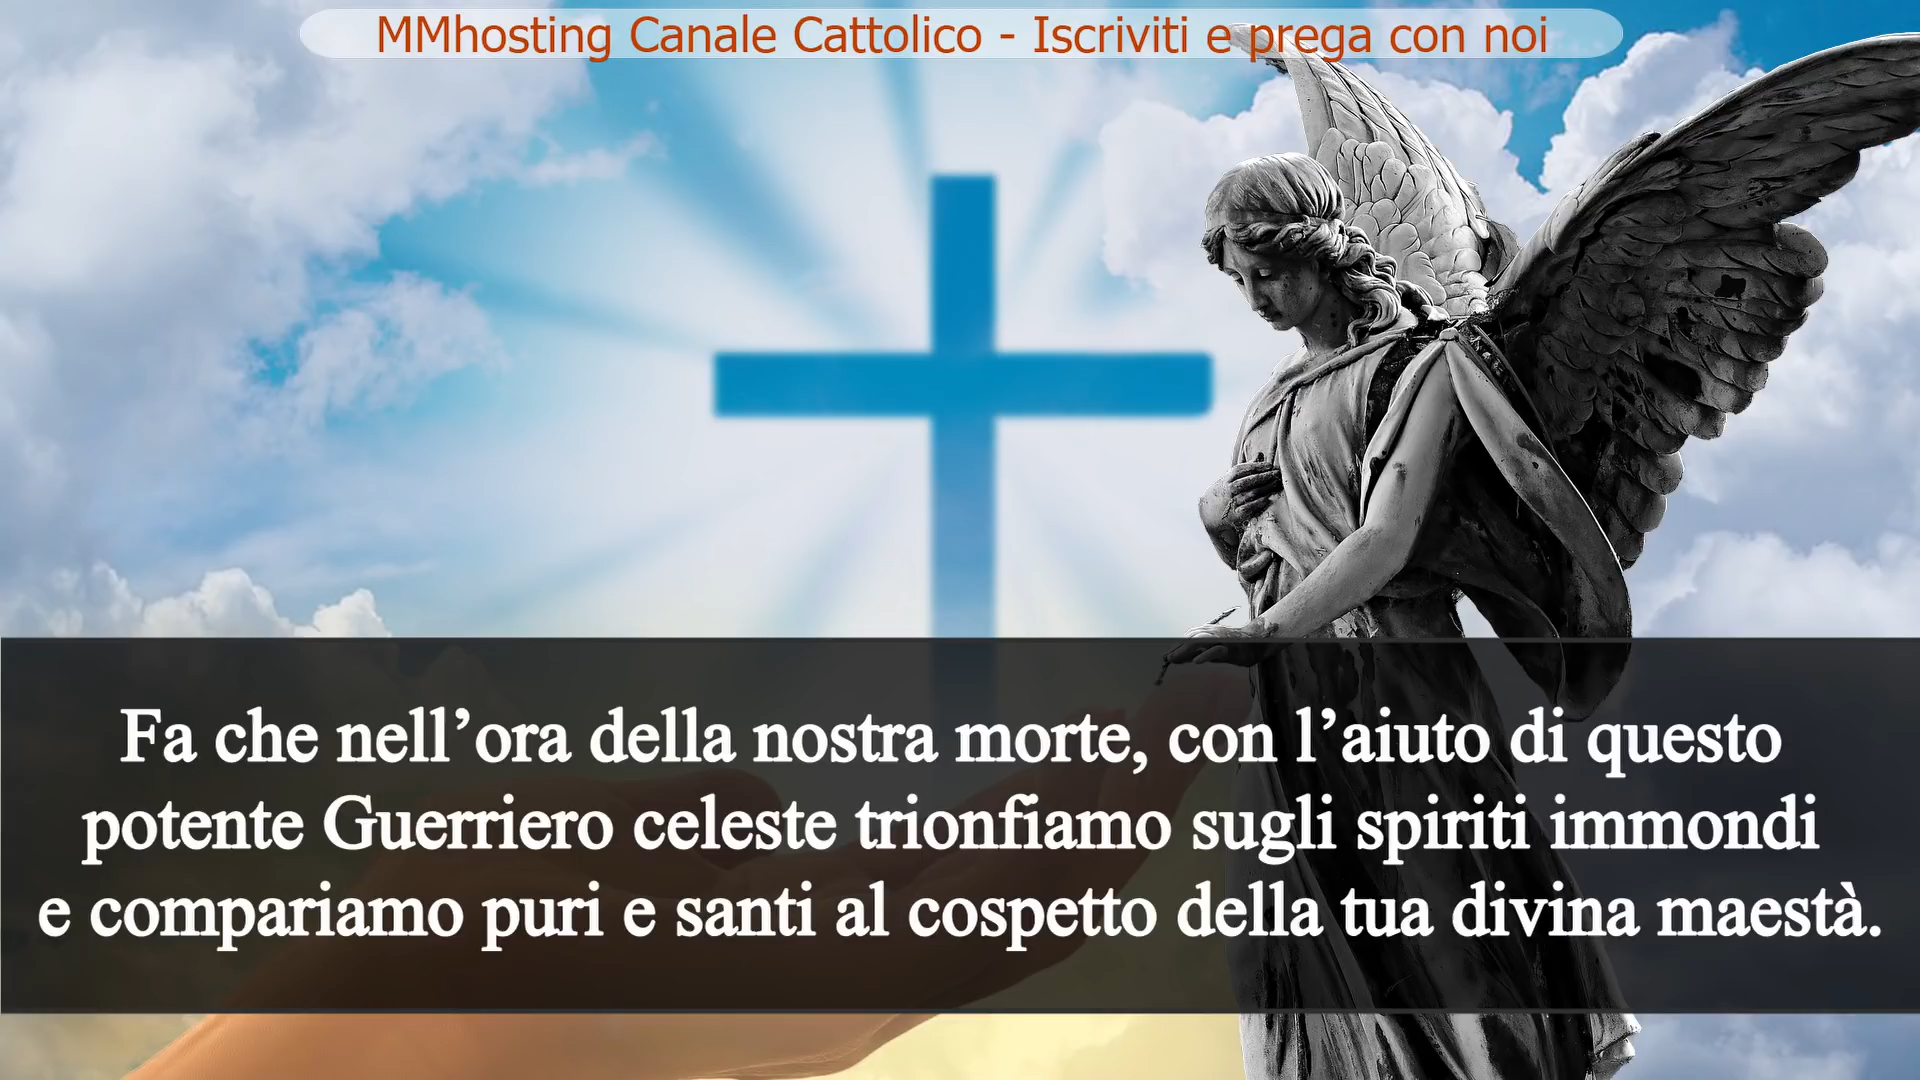 MMhosting Canale Cattolico - Iscriviti e prega con noi
Fa che nell’ora della nostra morte, con l’aiuto di questo
potente Guerriero celeste trionfiamo sugli spiriti immondi
e compariamo puri e santi al cospetto della tua divina maestà.